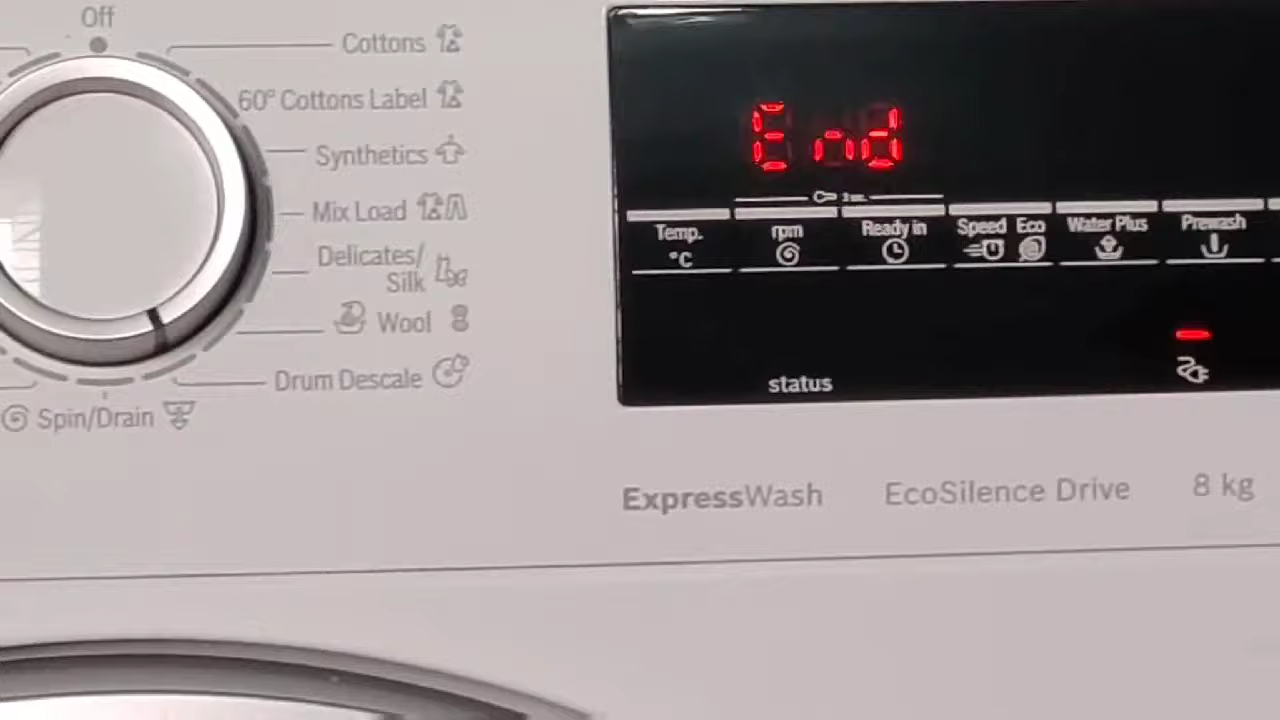 Off
Cottons
60° Cottons Label
Synthetics
Mix Load
Delicates/
Silk
Wool
Drum Descale
Spin/Drain
End
Temp.
°C
rpm
Ready in
Speed Eco
Water Plus
Prewash
status
ExpressWash
EcoSilence Drive
8 kg